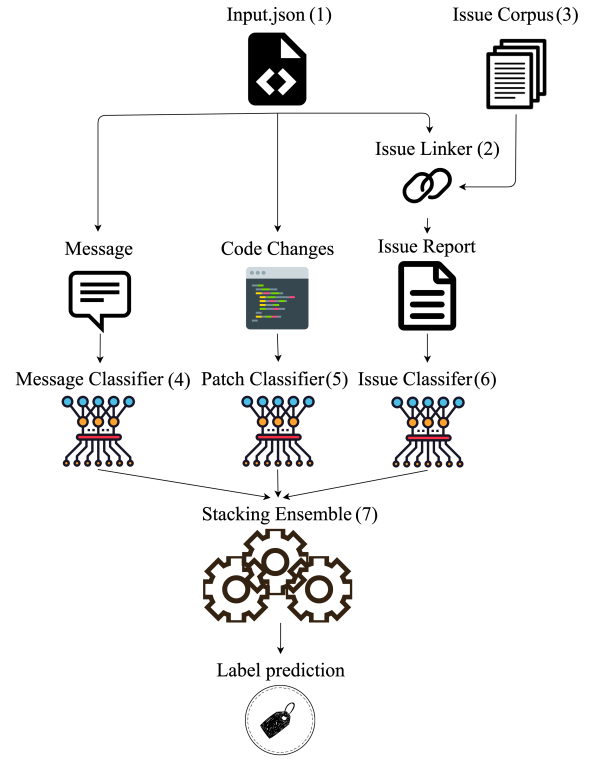 Input.json (1)
Issue Corpus (3)
Issue Linker (2)
Message
Code Changes
Issue Report
Message Classifier (4)
Patch Classifier (5)
Issue Classifer (6)
Stacking Ensemble (7)
Label prediction